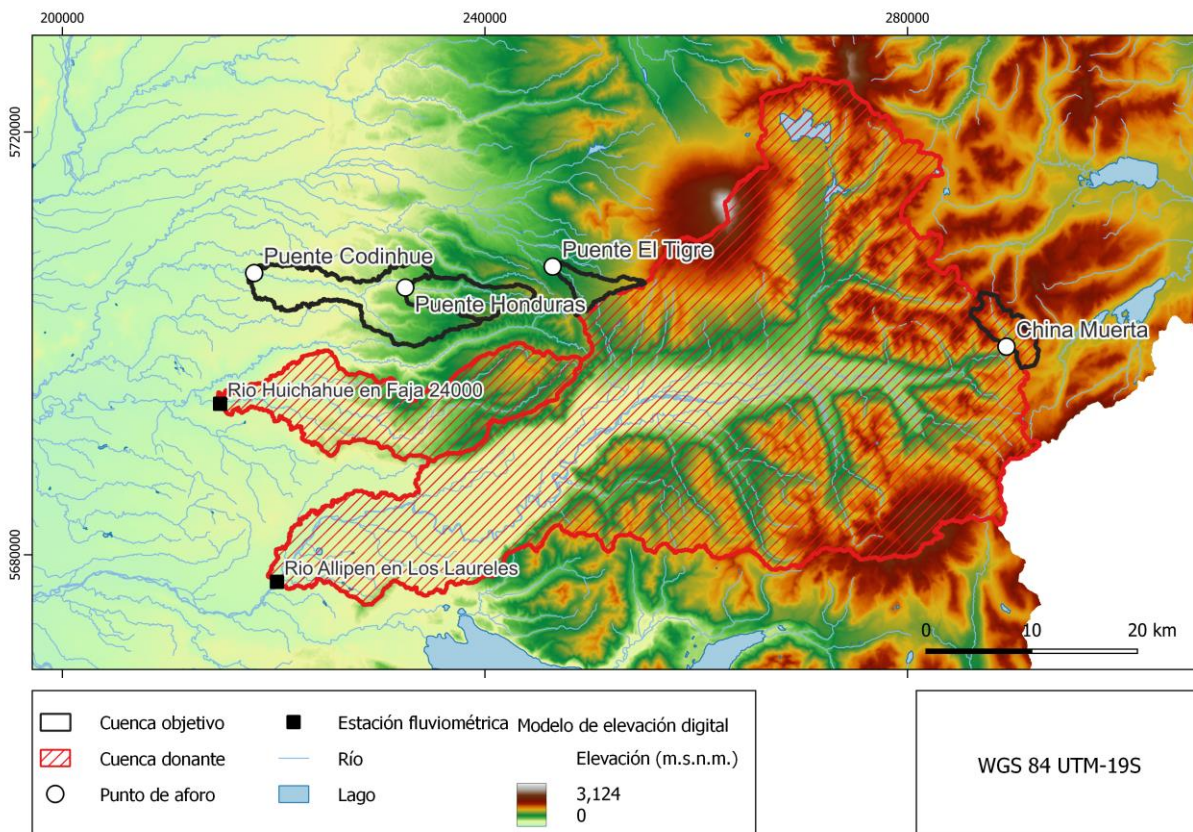 200000
240000
280000
5720000
5680000
Puente Codinhue
Puente El Tigre
Puente Honduras
China Muerta
Rio Huichahue en Faja 24000
Rio Allipen en Los Laureles
0 10 20 km
Cuenca objetivo
Cuenca donante
Punto de aforo
Estación fluviométrica
Río
Lago
Modelo de elevación digital
Elevación (m.s.n.m.)
3,124
0
WGS 84 UTM-19S